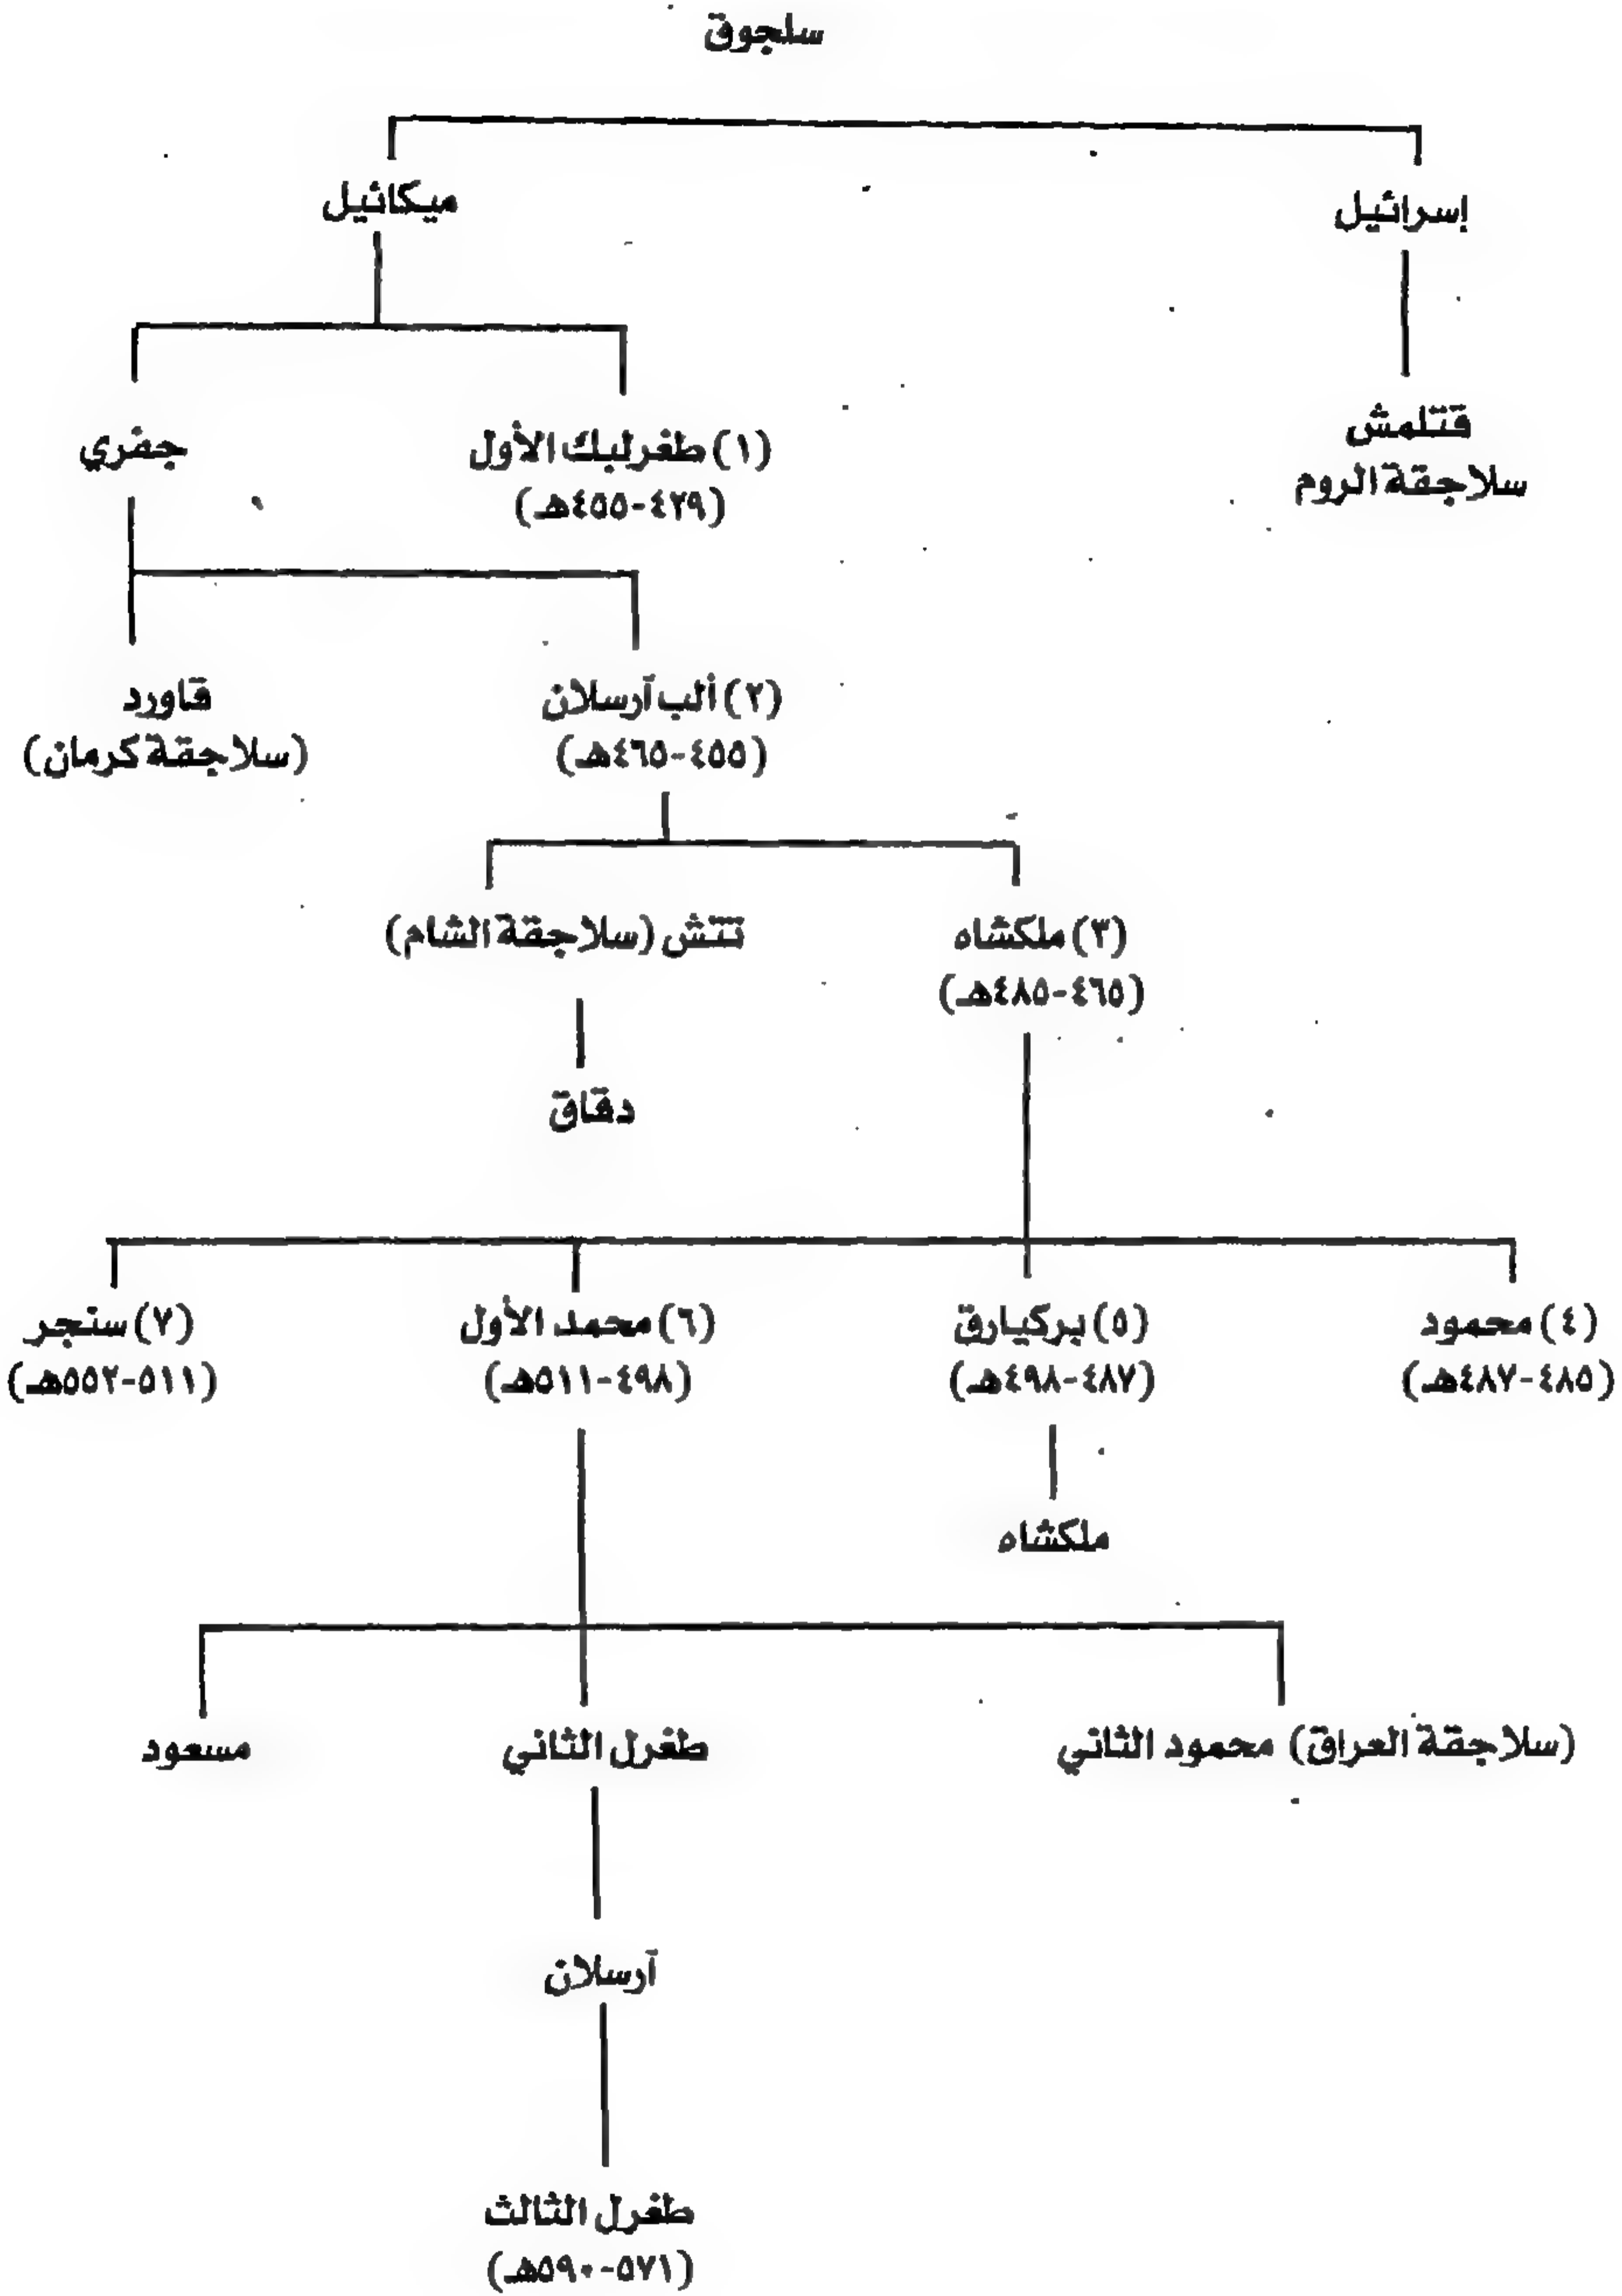 سلجوق
إسرائيل
ميكائيل
قتلمش
سلاجقة الروم
(١) طغرلبك الأول
(٤٢٩-٤٥٥هـ)
جغري
(٢) ألب آرسلان
(٤٥٥-٤٦٥هـ)
قاورد
(سلاجقة كرمان)
(٣) ملكشاه
(٤٦٥-٤٨٥هـ)
تتش (سلاجقة الشام)
دقاق
(٤) محمود
(٤٨٥-٤٨٧هـ)
(٥) بركيارق
(٤٨٧-٤٩٨هـ)
(٦) محمد الأول
(٤٩٨-٥١١هـ)
(٧) سنجر
(٥١١-٥٥٢هـ)
ملكشاه
(سلاجقة العراق) محمود الثاني
طغرل الثاني
مسعود
آرسلان
طغرل الثالث
(٥٧١-٥٩٠هـ)